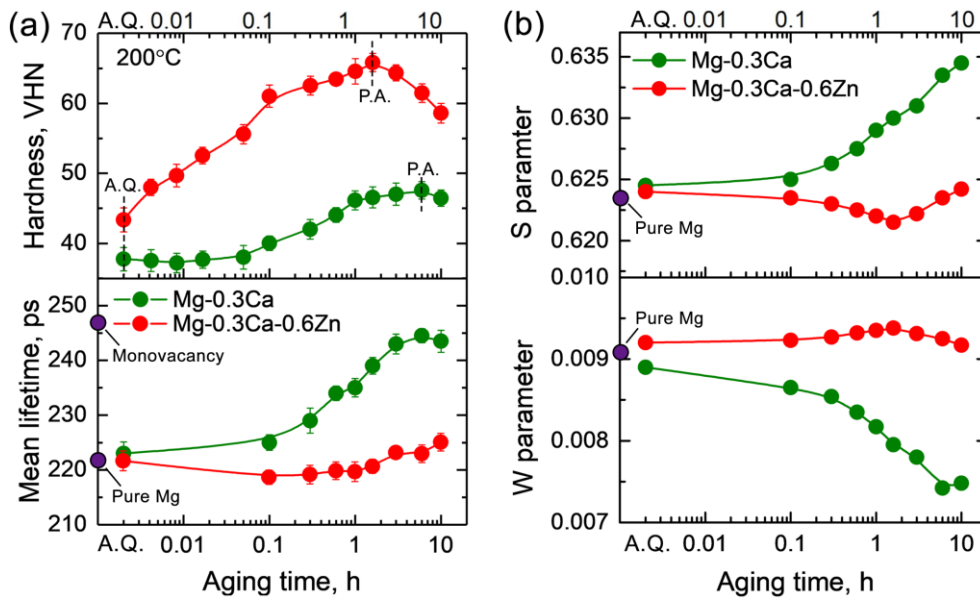 (a)
A.Q. 0.01 0.1 1 10
70
60
50
40
Hardness, VHN
200°C
A.Q.
P.A.
P.A.
250
240
230
220
210
Mean lifetime, ps
Mg-0.3Ca
Mg-0.3Ca-0.6Zn
Monovacancy
Pure Mg
A.Q. 0.01 0.1 1 10
Aging time, h
(b)
A.Q. 0.01 0.1 1 10
0.635
0.630
0.625
0.620
S paramter
Mg-0.3Ca
Mg-0.3Ca-0.6Zn
Pure Mg
0.010
0.009
0.008
0.007
W parameter
Pure Mg
A.Q. 0.01 0.1 1 10
Aging time, h